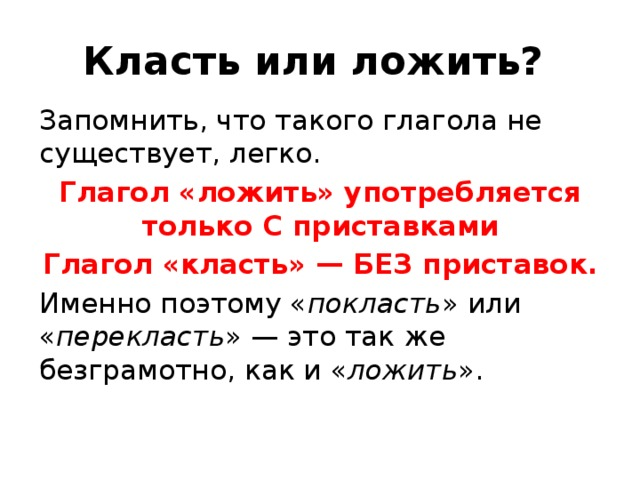 Класть или ложить?
Запомнить, что такого глагола не
существует, легко.
Глагол «ложить» употребляется
только С приставками
Глагол «класть» — БЕЗ приставок.
Именно поэтому «покласть» или
«перекласть» — это так же
безграмотно, как и «ложить».